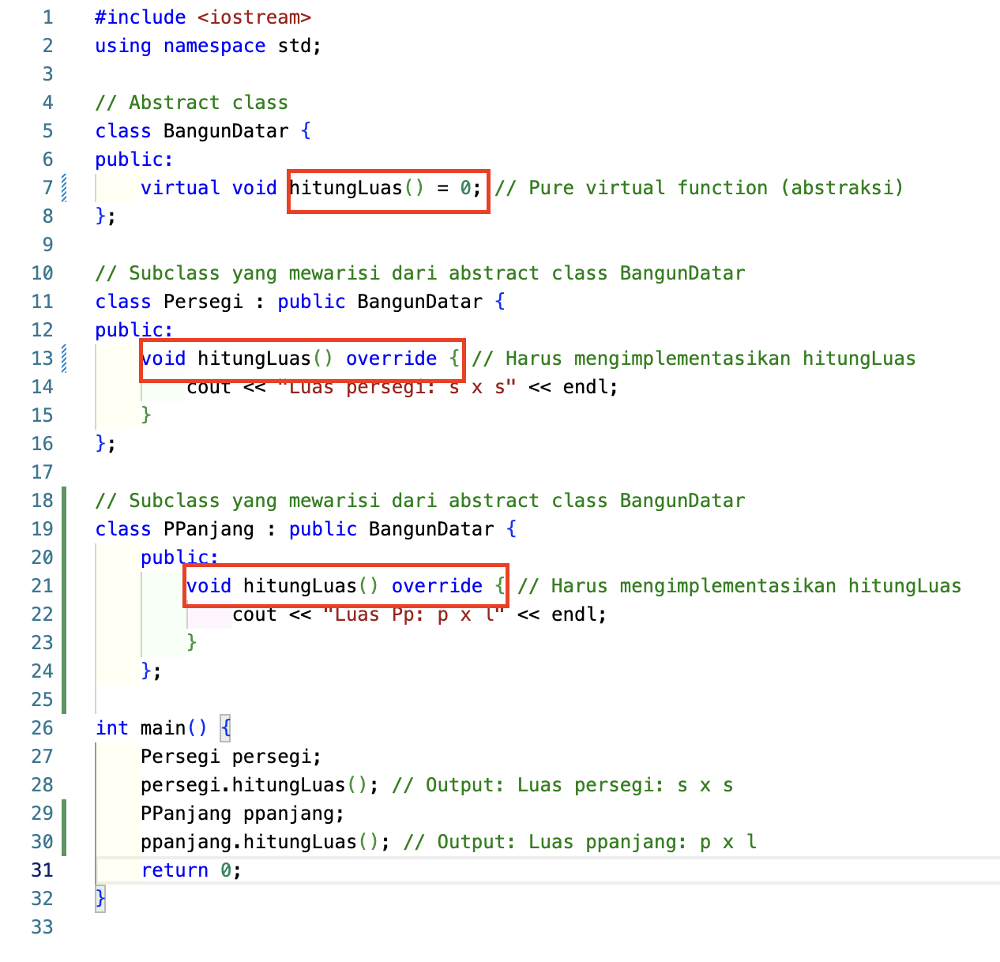 1 #include <iostream>
2 using namespace std;
3
4 // Abstract class
5 class BangunDatar {
6 public:
7 virtual void hitungLuas() = 0; // Pure virtual function (abstraksi)
8 };
9
10 // Subclass yang mewarisi dari abstract class BangunDatar
11 class Persegi : public BangunDatar {
12 public:
13 void hitungLuas() override { // Harus mengimplementasikan hitungLuas
14 cout << "Luas persegi: s x s" << endl;
15 }
16 };
17
18 // Subclass yang mewarisi dari abstract class BangunDatar
19 class PPanjang : public BangunDatar {
20 public:
21 void hitungLuas() override { // Harus mengimplementasikan hitungLuas
22 cout << "Luas Pp: p x l" << endl;
23 }
24 };
25
26 int main() {
27 Persegi persegi;
28 persegi.hitungLuas(); // Output: Luas persegi: s x s
29 PPanjang ppanjang;
30 ppanjang.hitungLuas(); // Output: Luas ppanjang: p x l
31 return 0;
32 }
33